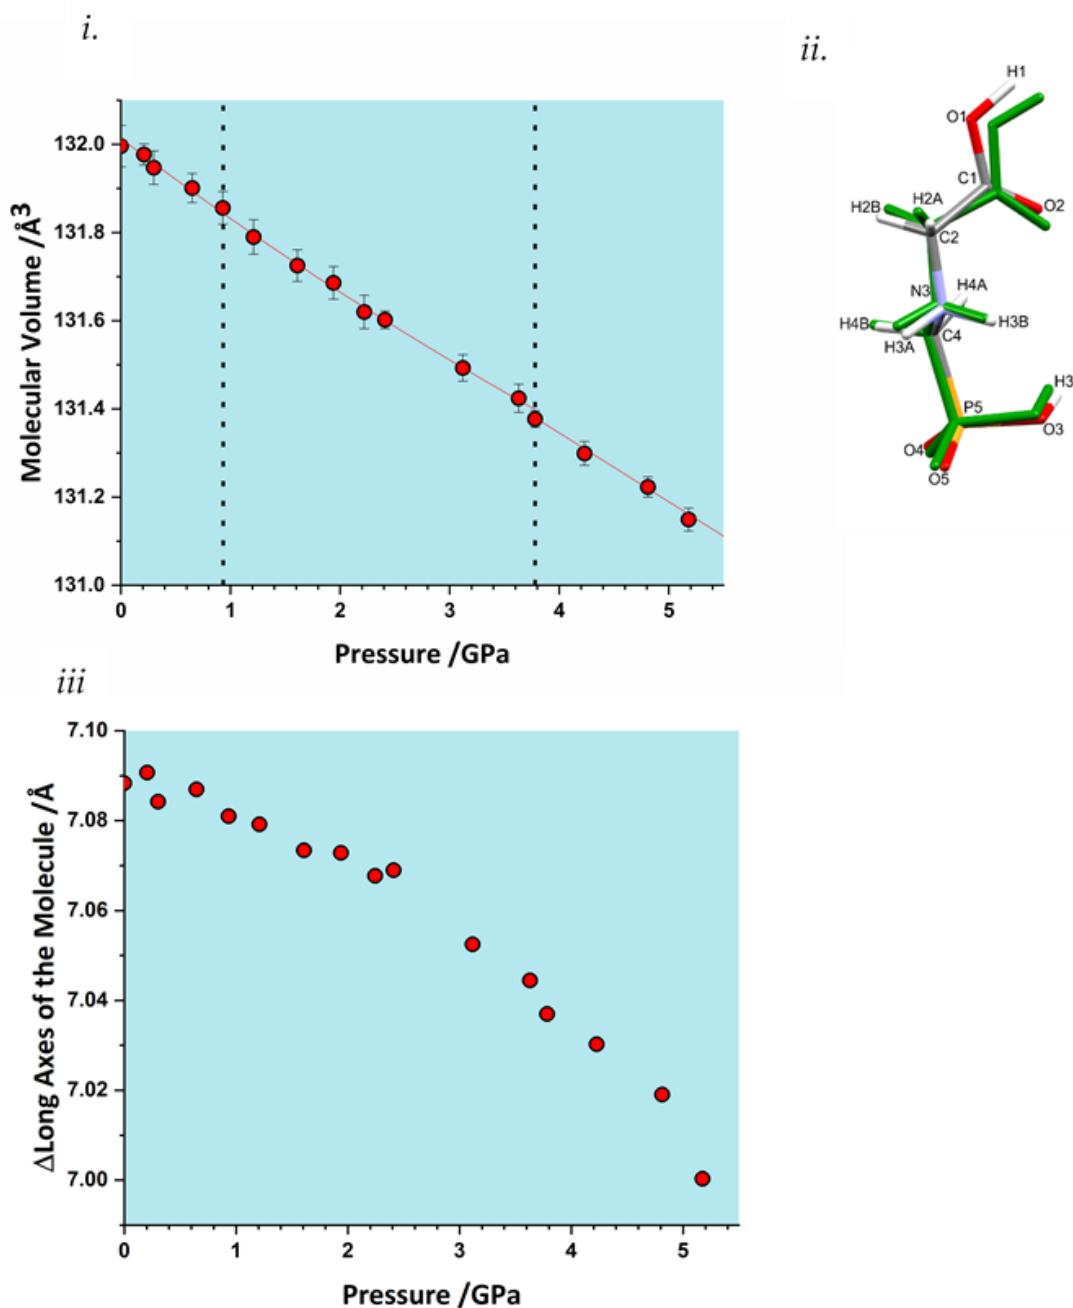 i.
132.0
131.8
131.6
131.4
131.2
131.0
Molecular Volume /Å³
0 1 2 3 4 5
Pressure /GPa
ii.
H1
O1
C1
H2A
H2B
O2
C2
H4A
N3
H4B
H3B
C4
H3A
H3
P5
O3
O4
O5
iii
7.10
7.08
7.06
7.04
7.02
7.00
ΔLong Axes of the Molecule /Å
0 1 2 3 4 5
Pressure /GPa